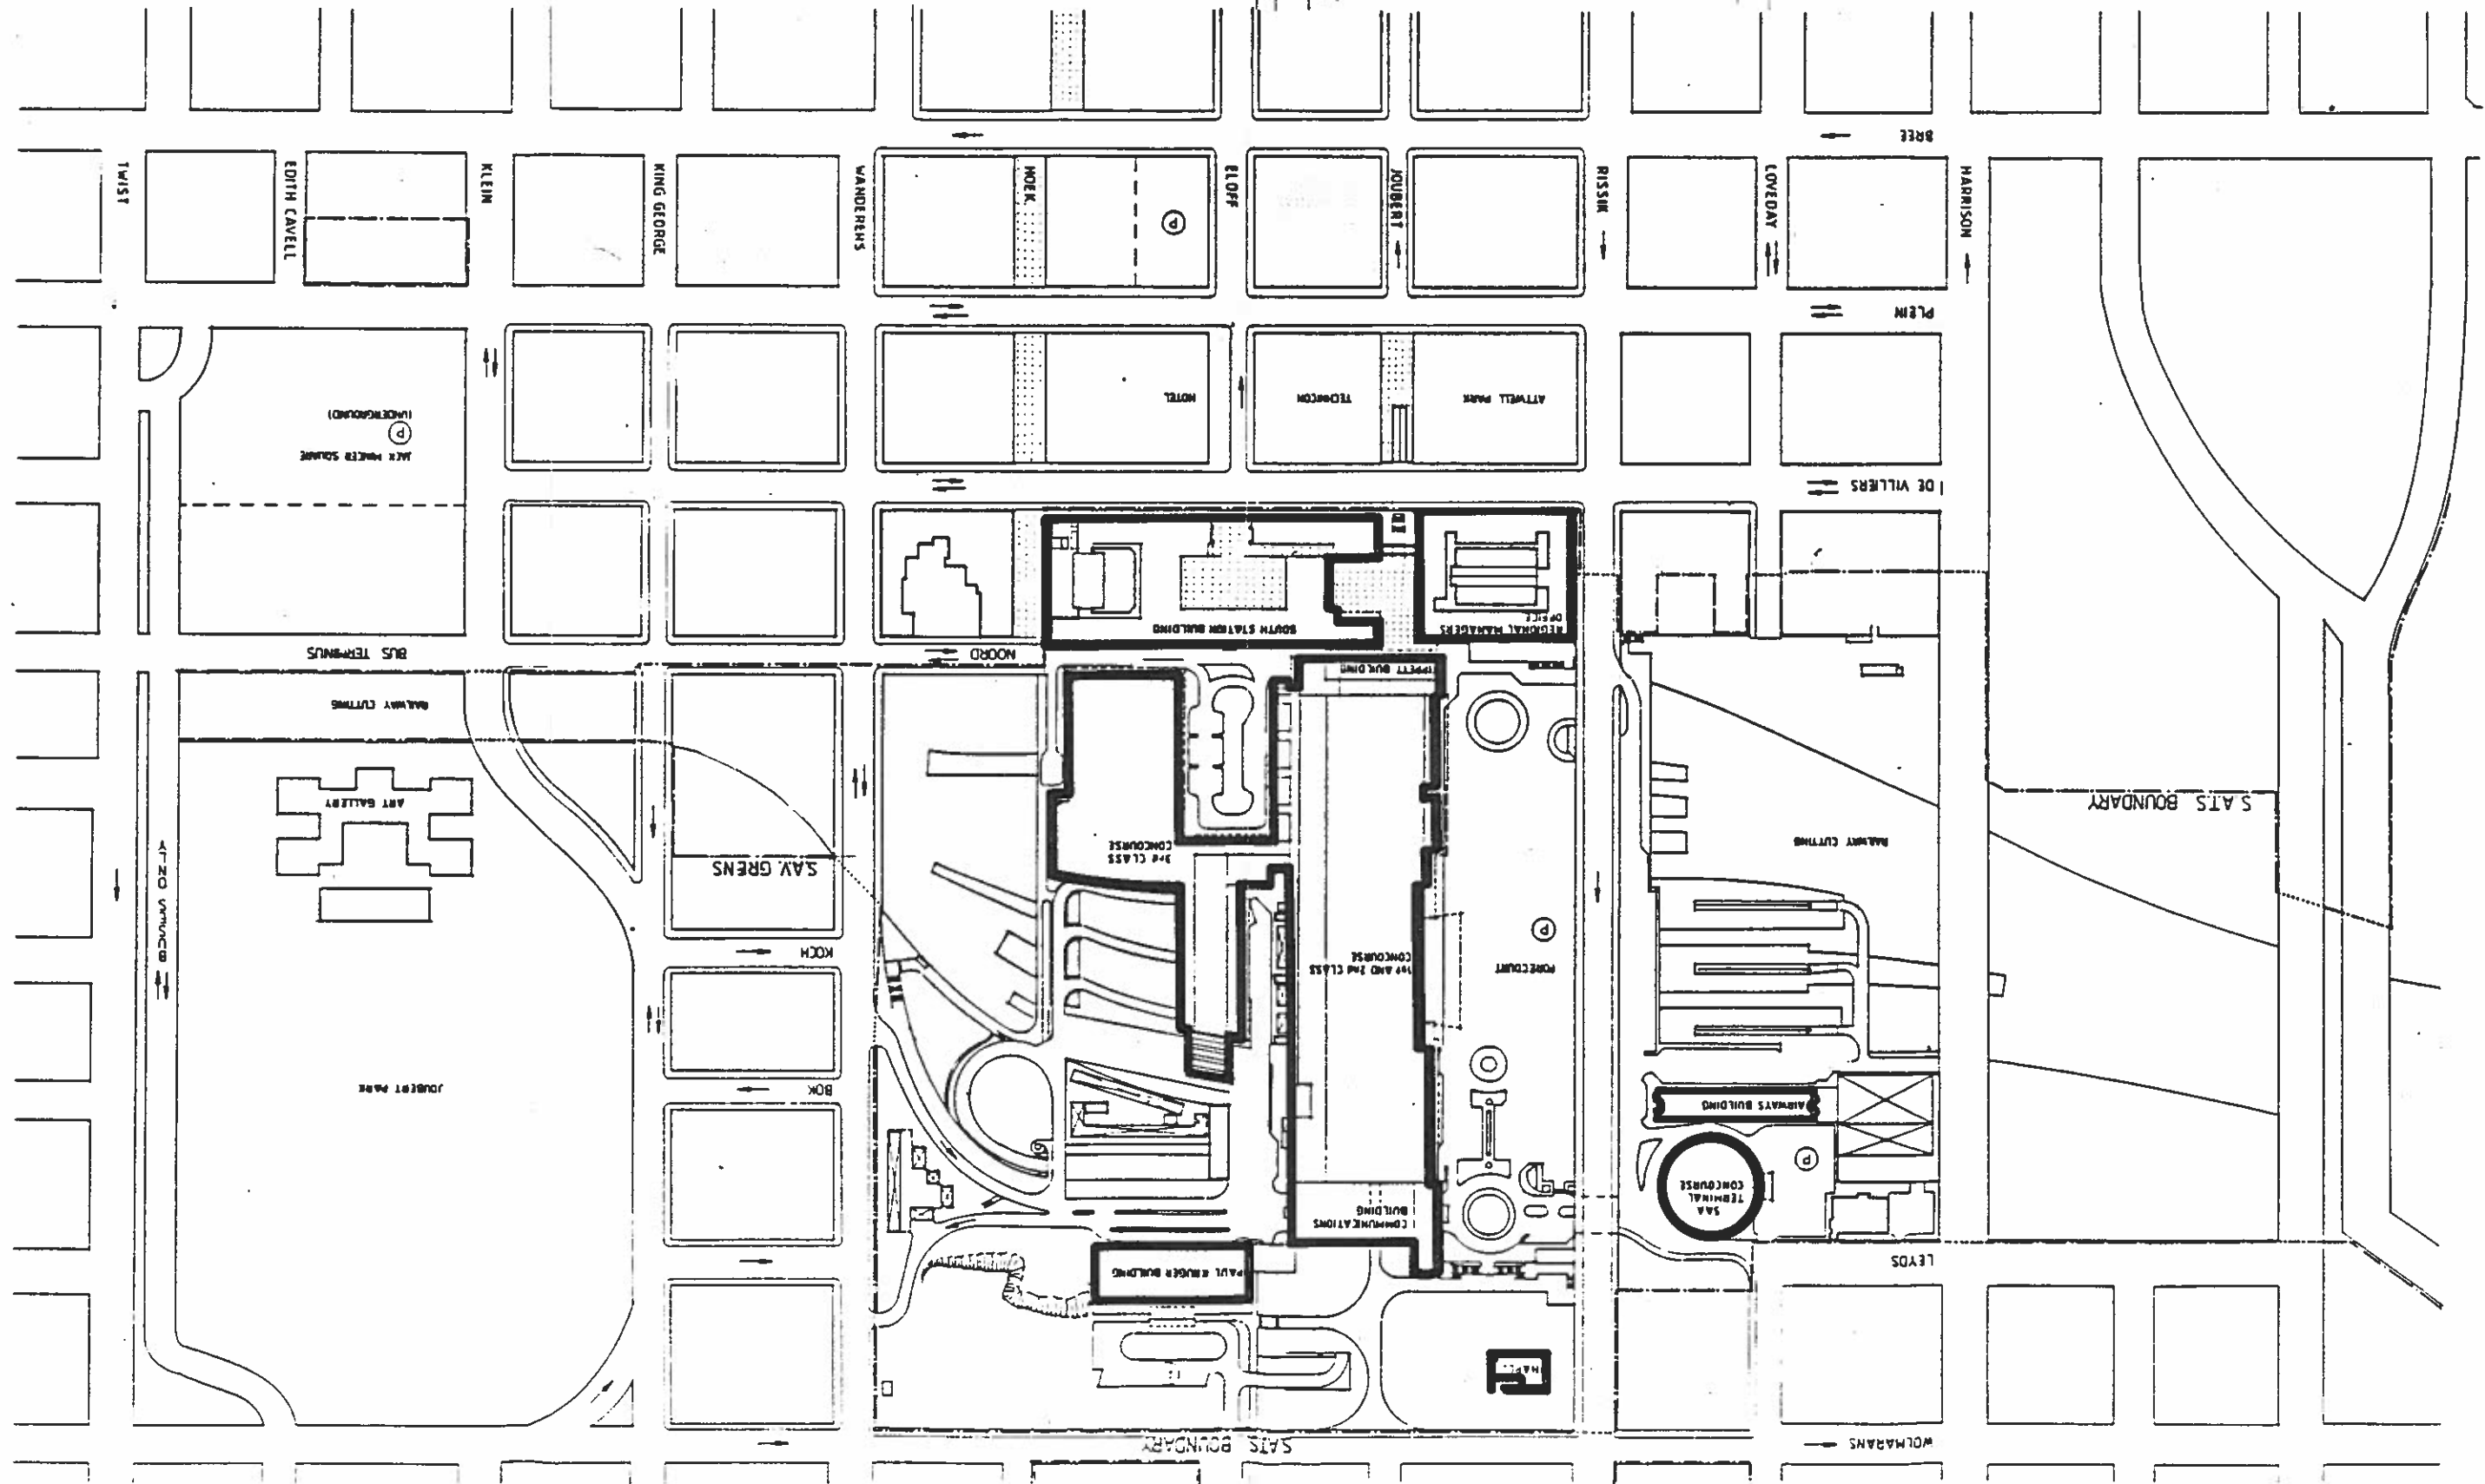 BREE
TWIST
EDITH CAVELL
KLEIN
KING GEORGE
WANDERERS
HOEK
P
ELOFF
JOUBERT
RISSIK
LOVEDAY
HARRISON
PLEIN
HOTEL
TECHNICON
ATTWELL PARK
JACK MINCER SQUARE
P
(UNDERGROUND)
DE VILLIERS
SOUTH STATION BUILDING
REGIONAL MANAGERS
OFFICE
BUS TERMINUS
NOORD
TIPPETT BUILDING
RAILWAY CUTTING
ART GALLERY
S.A.T.S. BOUNDARY
RAILWAY CUTTING
3rd CLASS
CONCOURSE
S.A.V. GRENS
BUSSES ONLY
KOCH
1st AND 2nd CLASS
CONCOURSE
P
FORECOURT
JOUBERT PARK
BOK
AIRWAYS BUILDING
P
SAA
TERMINAL
CONCOURSE
COMMUNICATIONS
BUILDING
PAUL KRUGER BUILDING
LEYDS
S.A.T.S. BOUNDARY
WOLMARANS